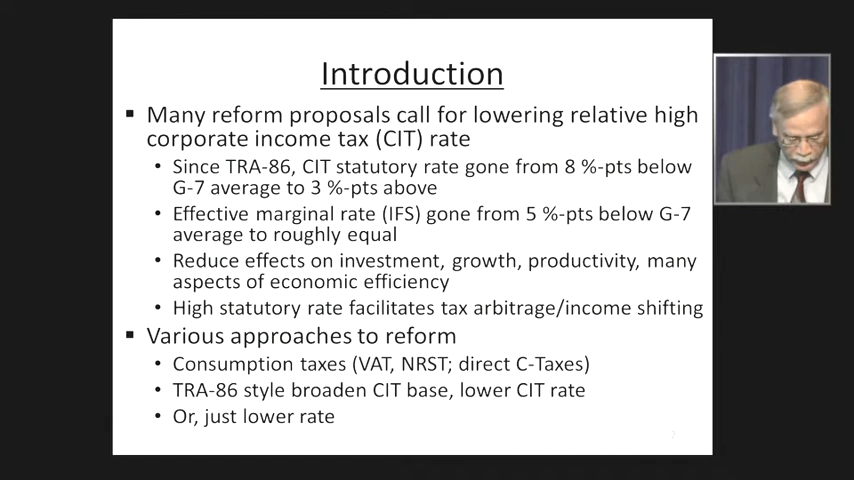 Introduction
▪ Many reform proposals call for lowering relative high
corporate income tax (CIT) rate
• Since TRA-86, CIT statutory rate gone from 8 %-pts below
G-7 average to 3 %-pts above
• Effective marginal rate (IFS) gone from 5 %-pts below G-7
average to roughly equal
• Reduce effects on investment, growth, productivity, many
aspects of economic efficiency
• High statutory rate facilitates tax arbitrage/income shifting
▪ Various approaches to reform
• Consumption taxes (VAT, NRST; direct C-Taxes)
• TRA-86 style broaden CIT base, lower CIT rate
• Or, just lower rate
2